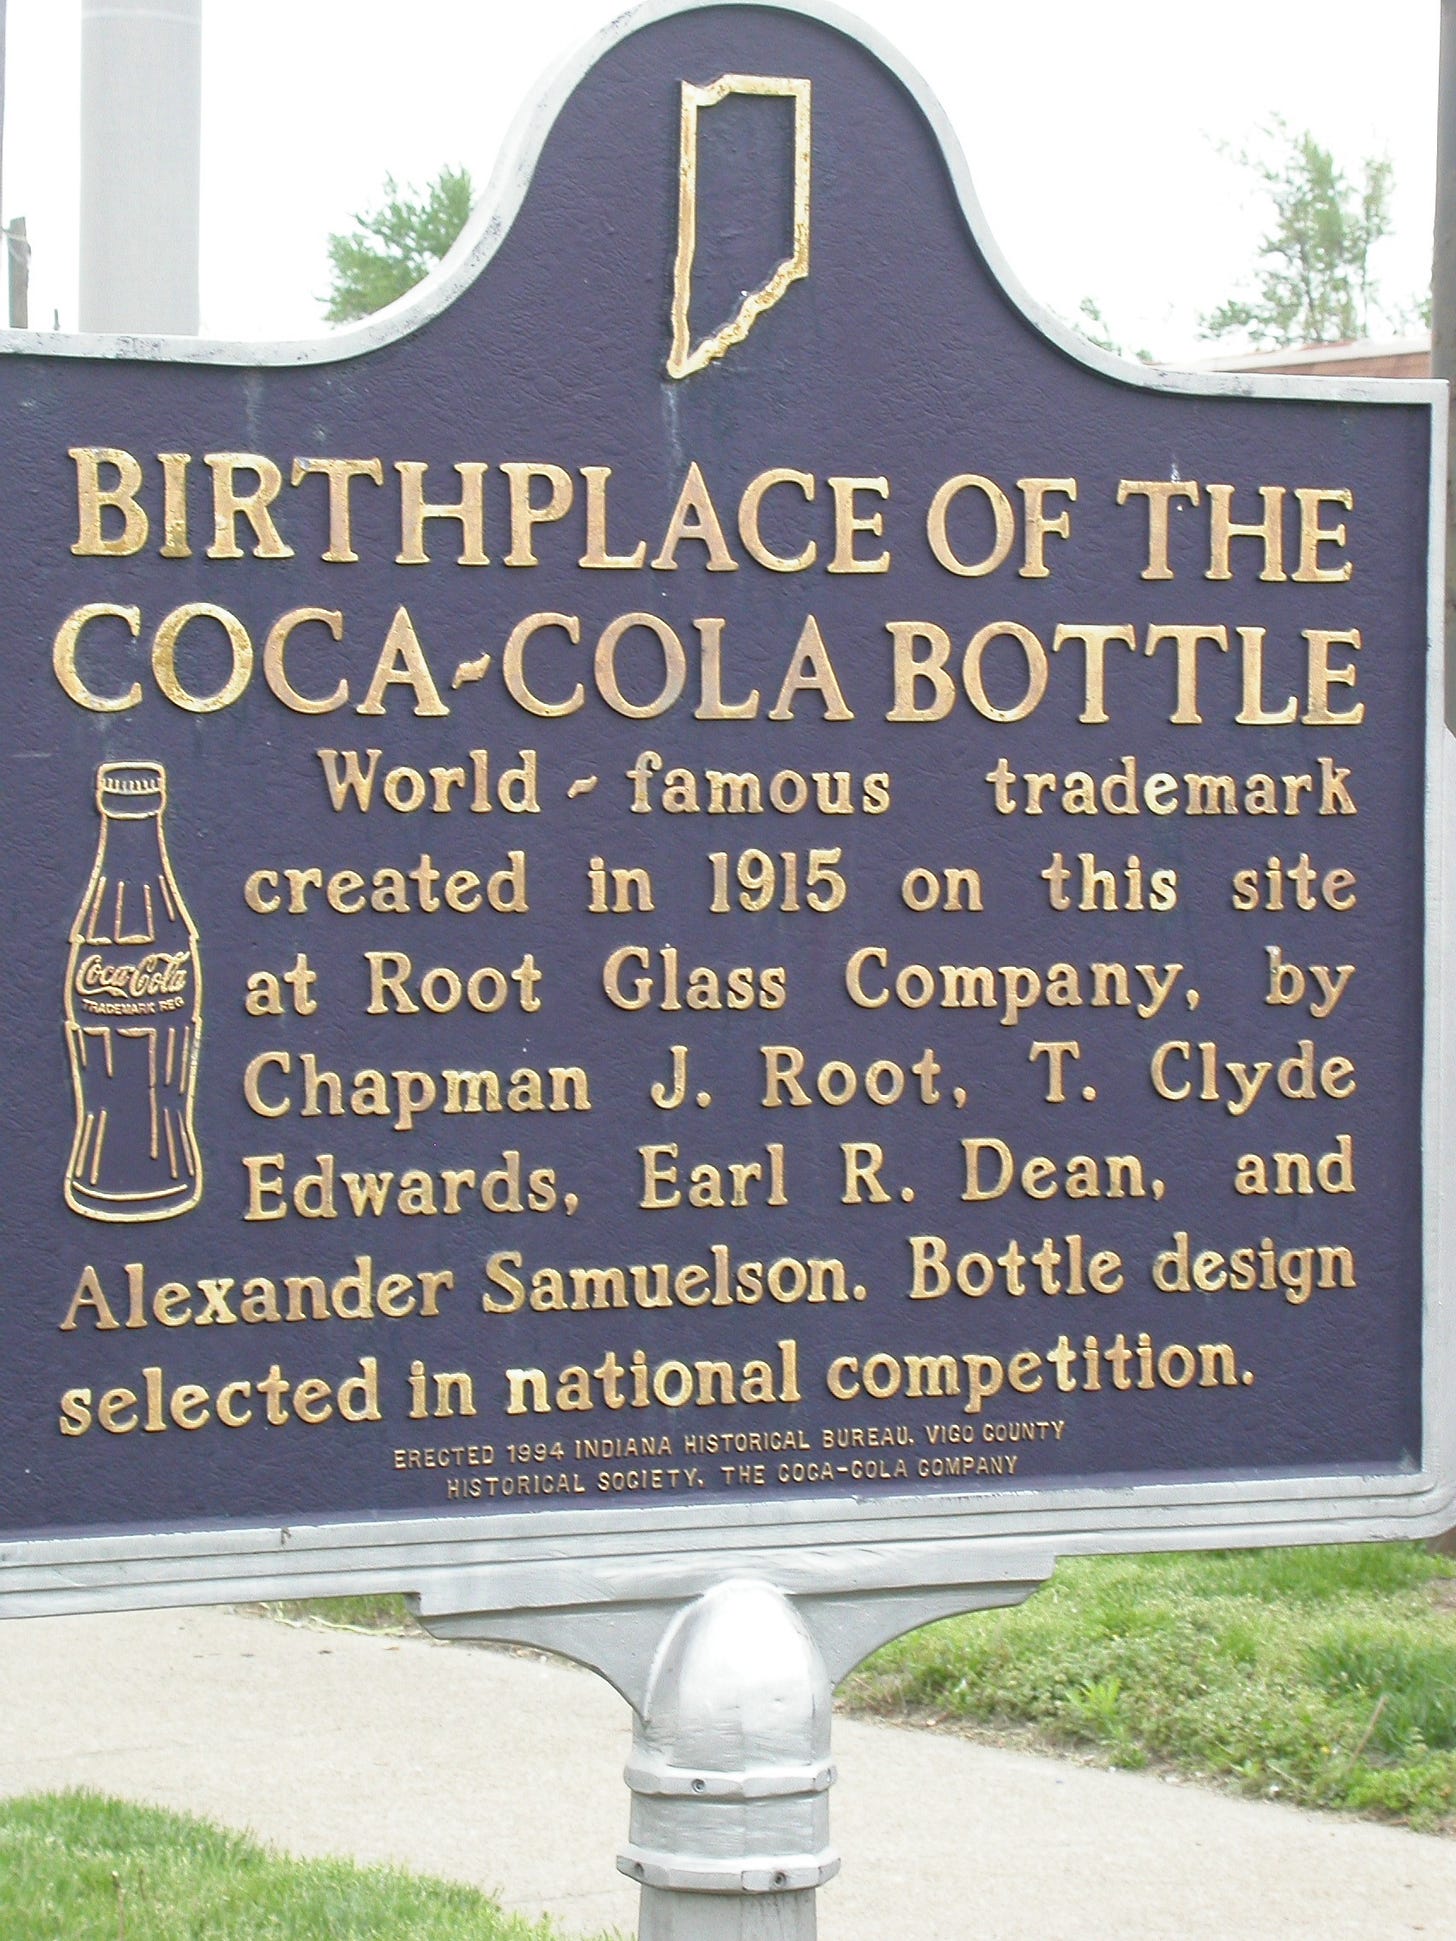 BIRTHPLACE OF THE
COCA-COLA BOTTLE
World-famous trademark
created in 1915 on this site
at Root Glass Company, by
Chapman J. Root, T. Clyde
Edwards, Earl R. Dean, and
Alexander Samuelson. Bottle design
selected in national competition.
Coca-Cola
TRADEMARK REG
ERECTED 1994 INDIANA HISTORICAL BUREAU, VIGO COUNTY
HISTORICAL SOCIETY, THE COCA-COLA COMPANY